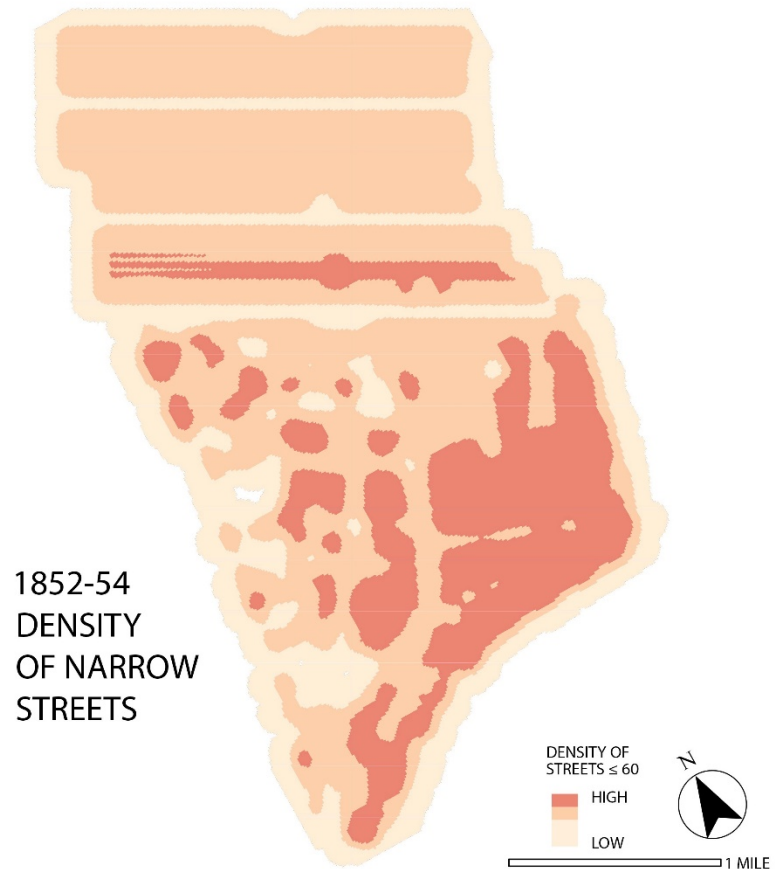 1852-54
DENSITY
OF NARROW
STREETS
DENSITY OF
STREETS ≤ 60
HIGH
LOW
N
1 MILE